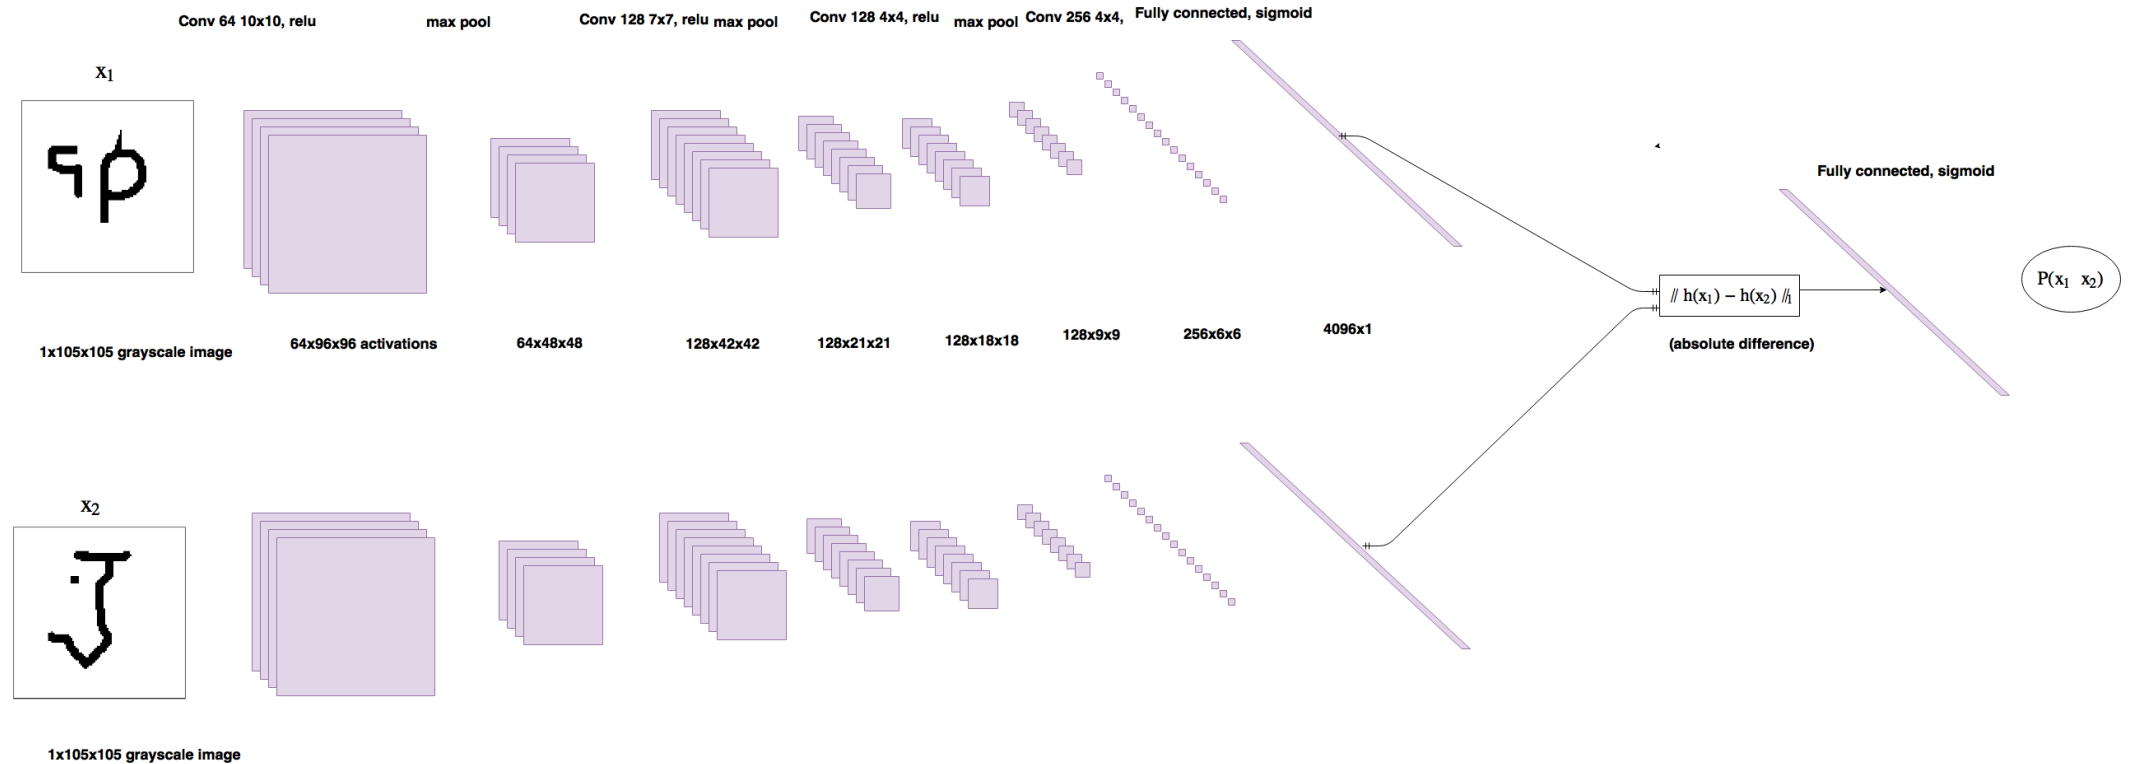 Conv 64 10x10, relu
max pool
Conv 128 7x7, relu
max pool
Conv 128 4x4, relu
max pool
Conv 256 4x4,
Fully connected, sigmoid
x1
Fully connected, sigmoid
// h(x1) − h(x2) //1
P(x1 x2)
(absolute difference)
1x105x105 grayscale image
64x96x96 activations
64x48x48
128x42x42
128x21x21
128x18x18
128x9x9
256x6x6
4096x1
x2
1x105x105 grayscale image